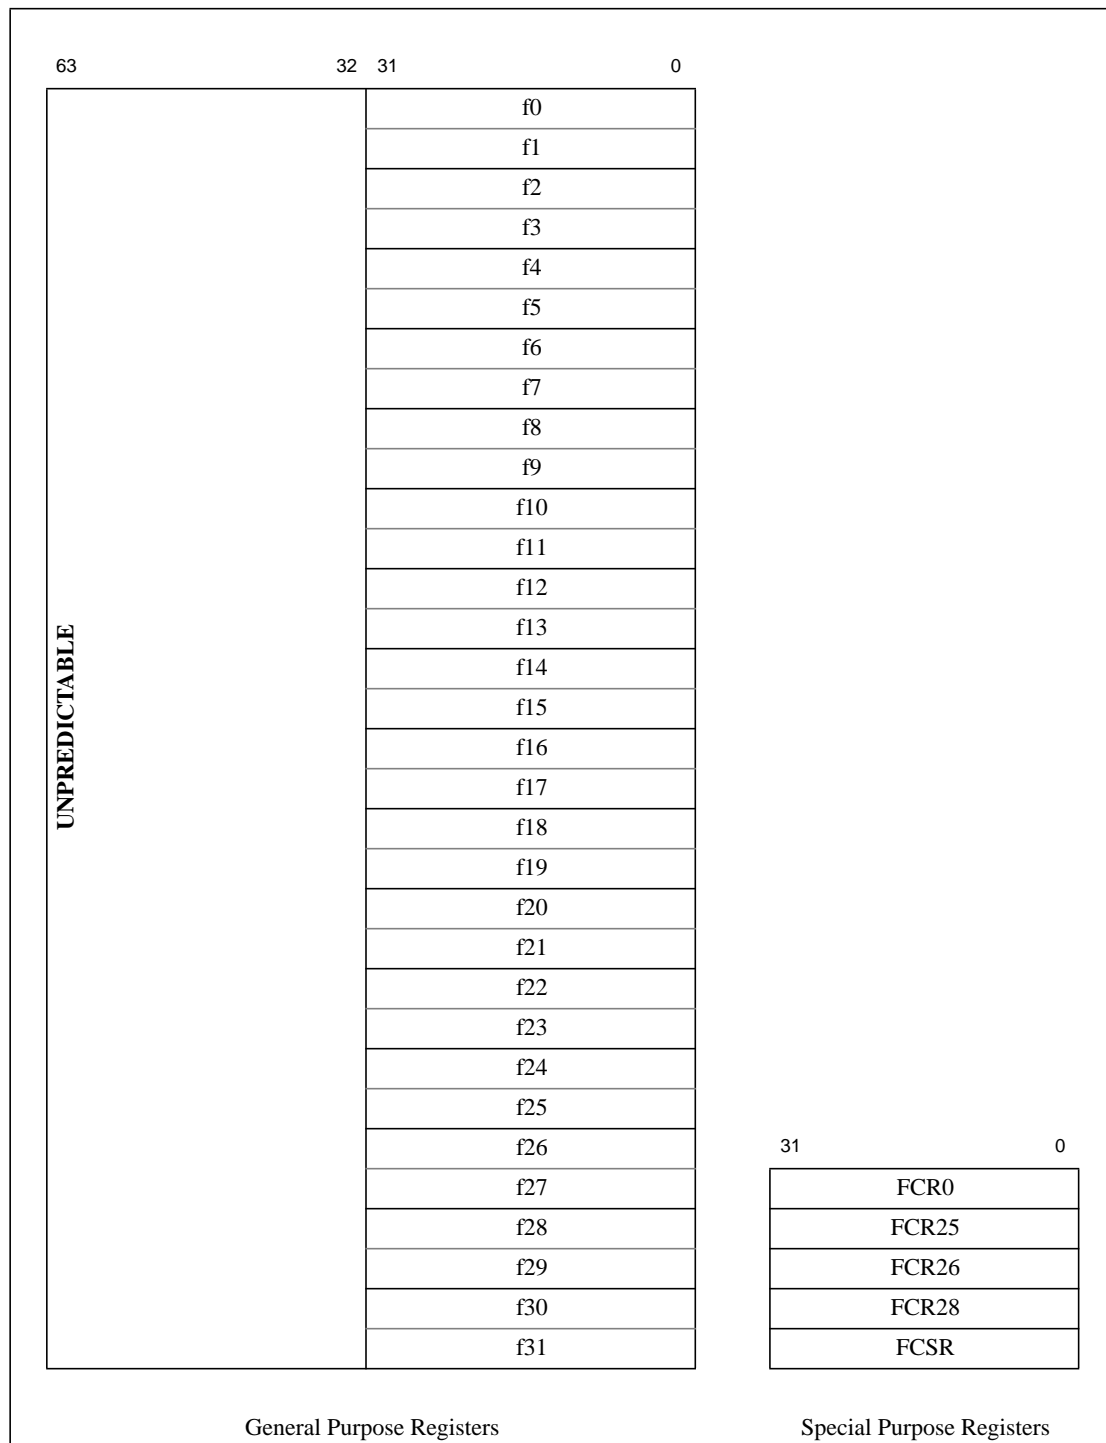 63 32 31 0
f0
f1
f2
f3
f4
f5
f6
f7
f8
f9
f10
f11
f12
f13
f14
f15
f16
f17
f18
f19
f20
f21
f22
f23
f24
f25
f26
f27
f28
f29
f30
f31
UNPREDICTABLE
General Purpose Registers
31 0
FCR0
FCR25
FCR26
FCR28
FCSR
Special Purpose Registers